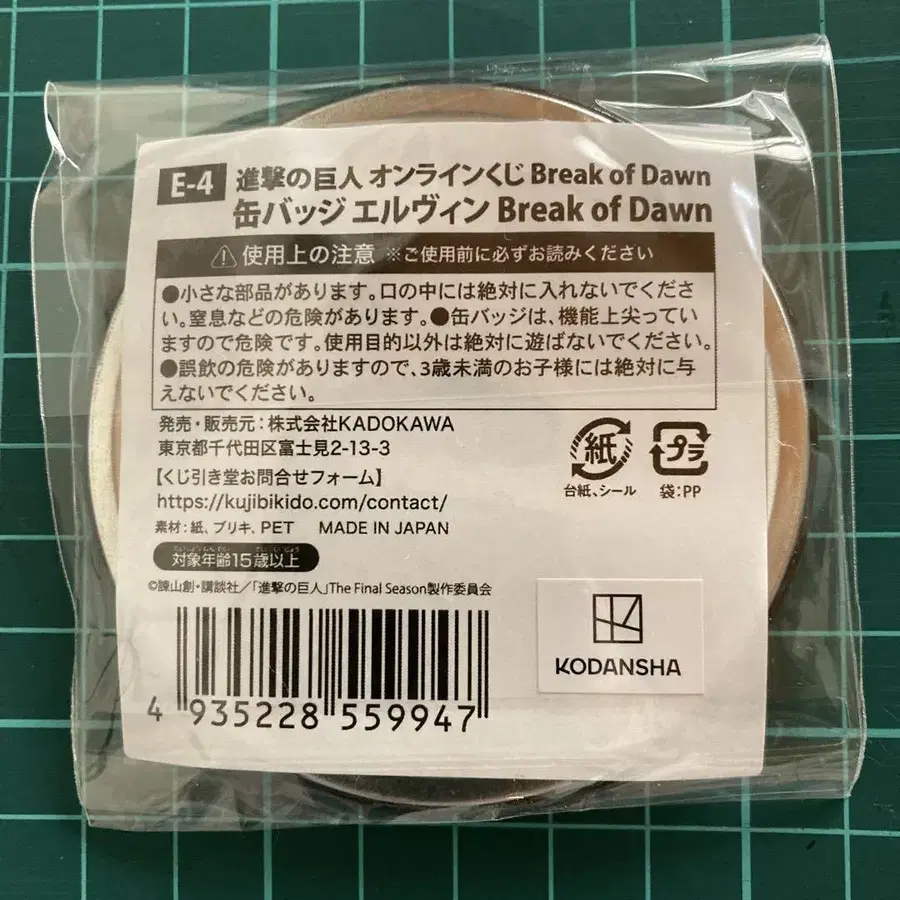 E-4 進撃の巨人 オンラインくじ Break of Dawn
缶バッジ エルヴィン Break of Dawn
使用上の注意 ※ご使用前に必ずお読みください
●小さな部品があります。口の中には絶対に入れないでくださ
い。窒息などの危険があります。●缶バッジは、機能上尖ってい
ますので危険です。使用目的以外は絶対に遊ばないでください。
●誤飲の危険がありますので、3歳未満のお子様には絶対に与
えないでください。
発売・販売元:株式会社KADOKAWA
東京都千代田区富士見2-13-3
【くじ引き堂お問合せフォーム】
https://kujibikido.com/contact/
素材:紙、ブリキ、PET MADE IN JAPAN
紙
台紙、シール
プラ
袋:PP
対象年齢15歳以上
©諫山創・講談社/「進撃の巨人」The Final Season製作委員会
4 935228 559947
KODANSHA